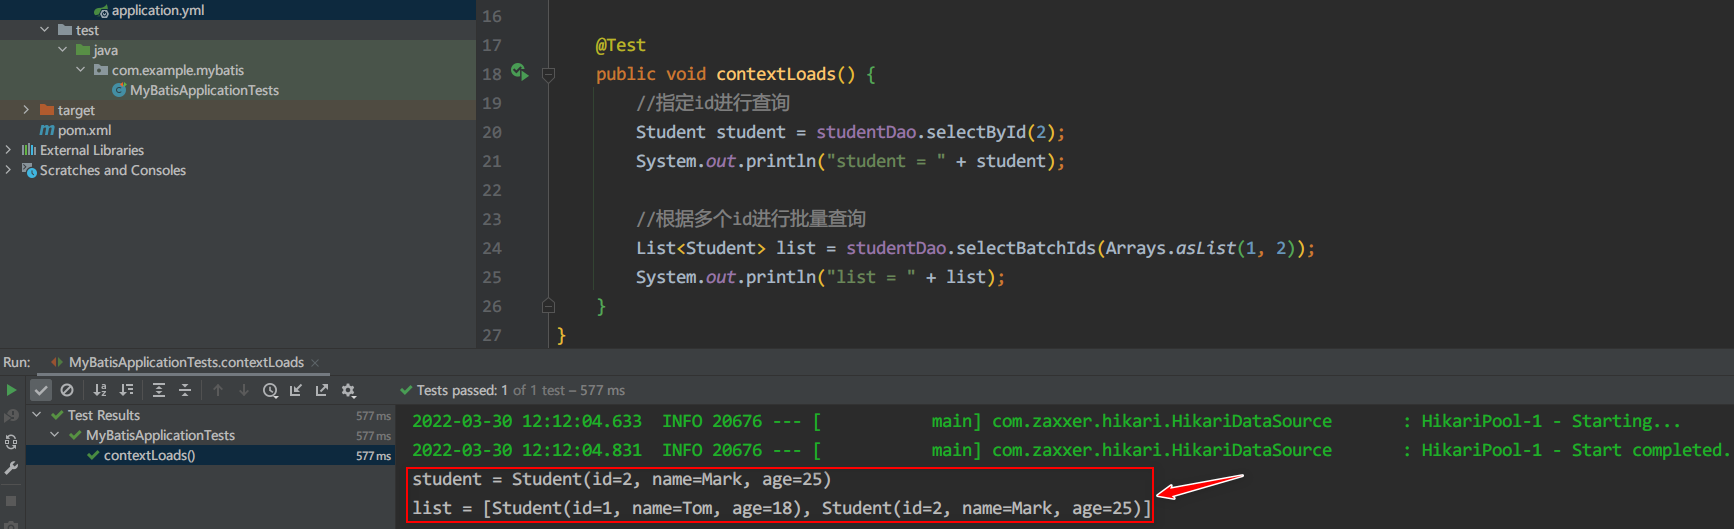 application.yml
test
java
com.example.mybatis
MyBatisApplicationTests
target
pom.xml
External Libraries
Scratches and Consoles
16
17 @Test
18 public void contextLoads() {
19 //指定id进行查询
20 Student student = studentDao.selectById(2);
21 System.out.println("student = " + student);
22
23 //根据多个id进行批量查询
24 List<Student> list = studentDao.selectBatchIds(Arrays.asList(1, 2));
25 System.out.println("list = " + list);
26 }
27 }
Run: MyBatisApplicationTests.contextLoads
Tests passed: 1 of 1 test – 577 ms
Test Results 577 ms
MyBatisApplicationTests 577 ms
contextLoads() 577 ms
2022-03-30 12:12:04.633 INFO 20676 --- [ main] com.zaxxer.hikari.HikariDataSource : HikariPool-1 - Starting...
2022-03-30 12:12:04.831 INFO 20676 --- [ main] com.zaxxer.hikari.HikariDataSource : HikariPool-1 - Start completed.
student = Student(id=2, name=Mark, age=25)
list = [Student(id=1, name=Tom, age=18), Student(id=2, name=Mark, age=25)]